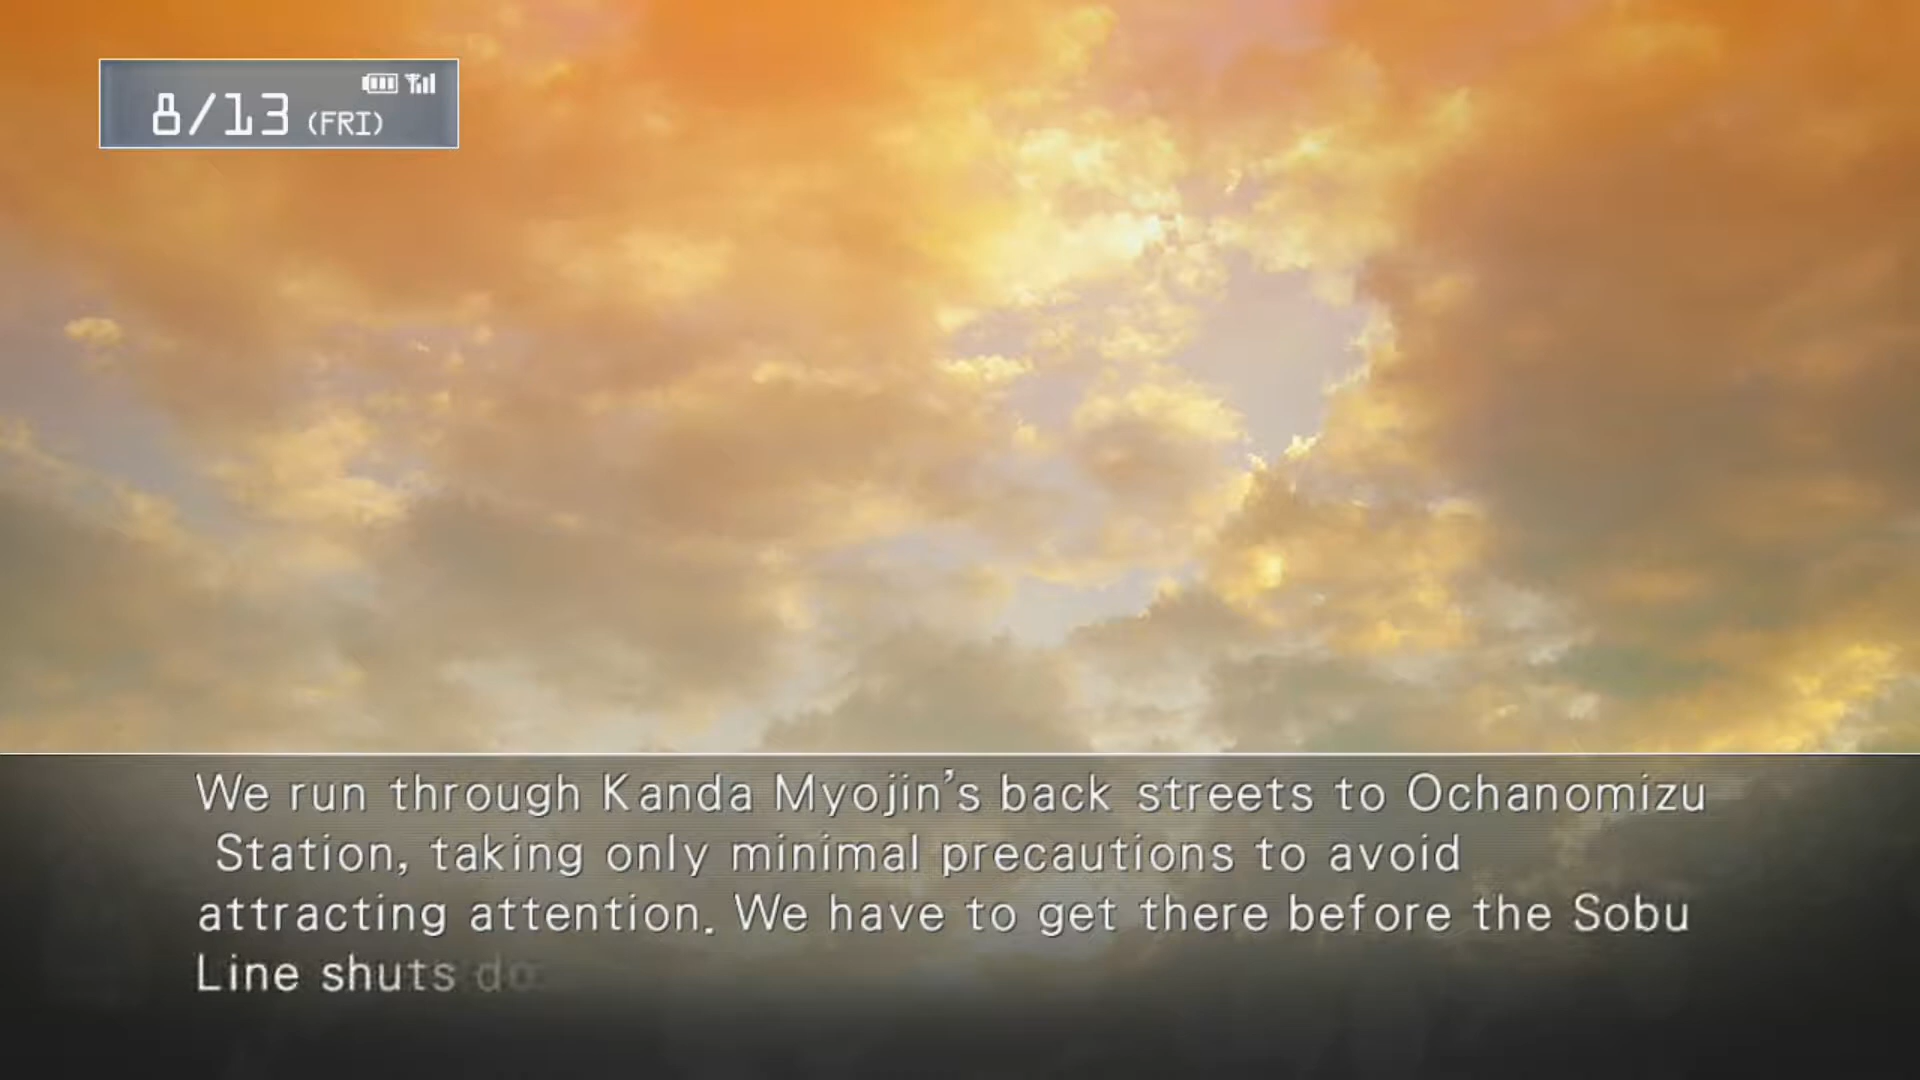 8/13 (FRI)
We run through Kanda Myojin's back streets to Ochanomizu
Station, taking only minimal precautions to avoid
attracting attention. We have to get there before the Sobu
Line shuts do